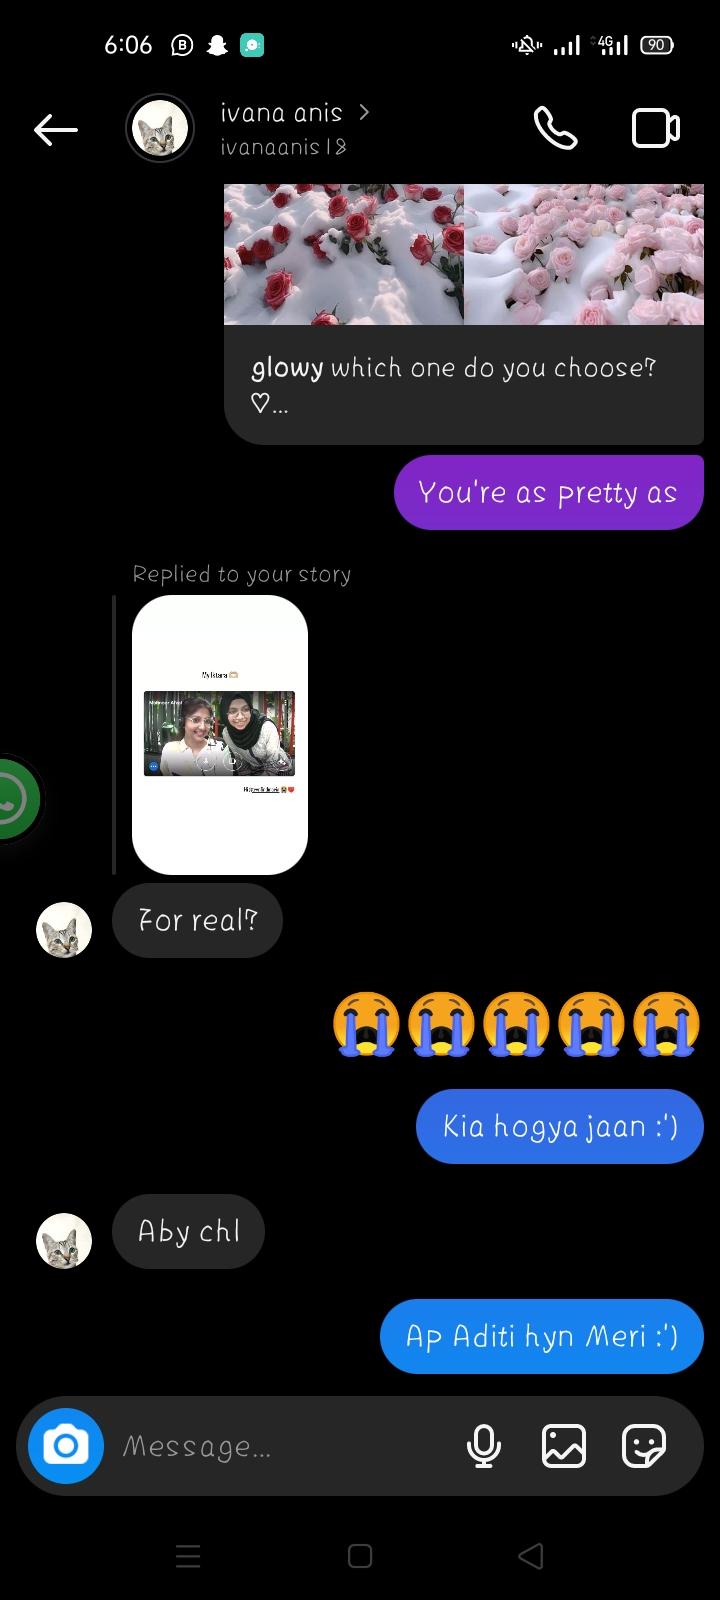 6:06
4G
90
ivana anis
ivanaanis18
glowy which one do you choose?
♡...
You're as pretty as
Replied to your story
For real?
😭😭😭😭😭
Kia hogya jaan :')
Aby chl
Ap Aditi hyn Meri :')
Message...